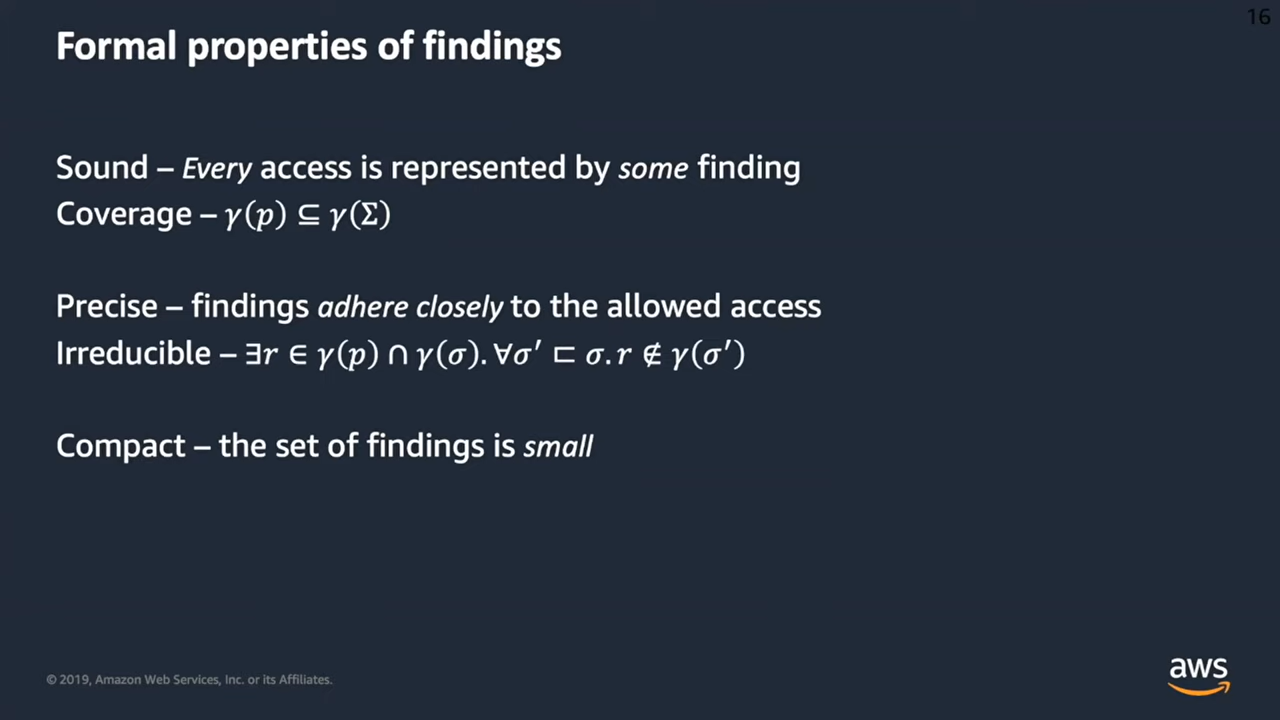 16
Formal properties of findings
Sound – Every access is represented by some finding
Coverage – γ(p) ⊆ γ(Σ)
Precise – findings adhere closely to the allowed access
Irreducible – ∃r ∈ γ(p) ∩ γ(σ). ∀σ′ ⊏ σ. r ∉ γ(σ′)
Compact – the set of findings is small
© 2019, Amazon Web Services, Inc. or its Affiliates.
aws